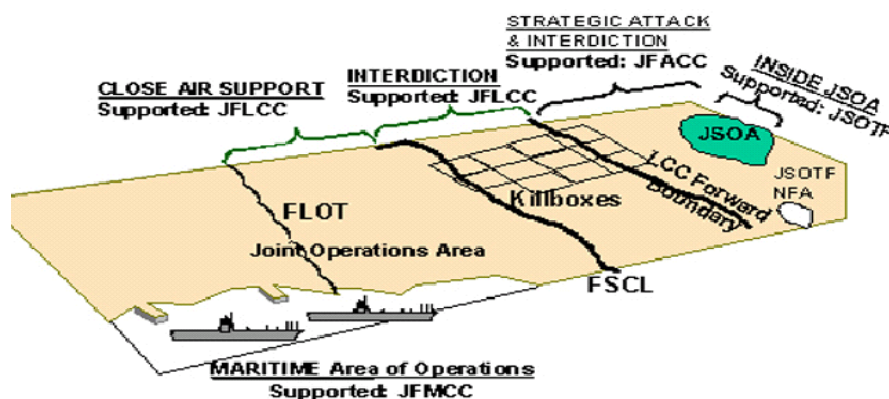 STRATEGIC ATTACK
& INTERDICTION
Supported: JFACC
INTERDICTION
Supported: JFLCC
CLOSE AIR SUPPORT
Supported: JFLCC
INSIDE JSOA
Supported: JSOTF
JSOA
JSOTF
NFA
LCC Forward
Boundary
Killboxes
FLOT
Joint Operations Area
FSCL
MARITIME Area of Operations
Supported: JFMCC